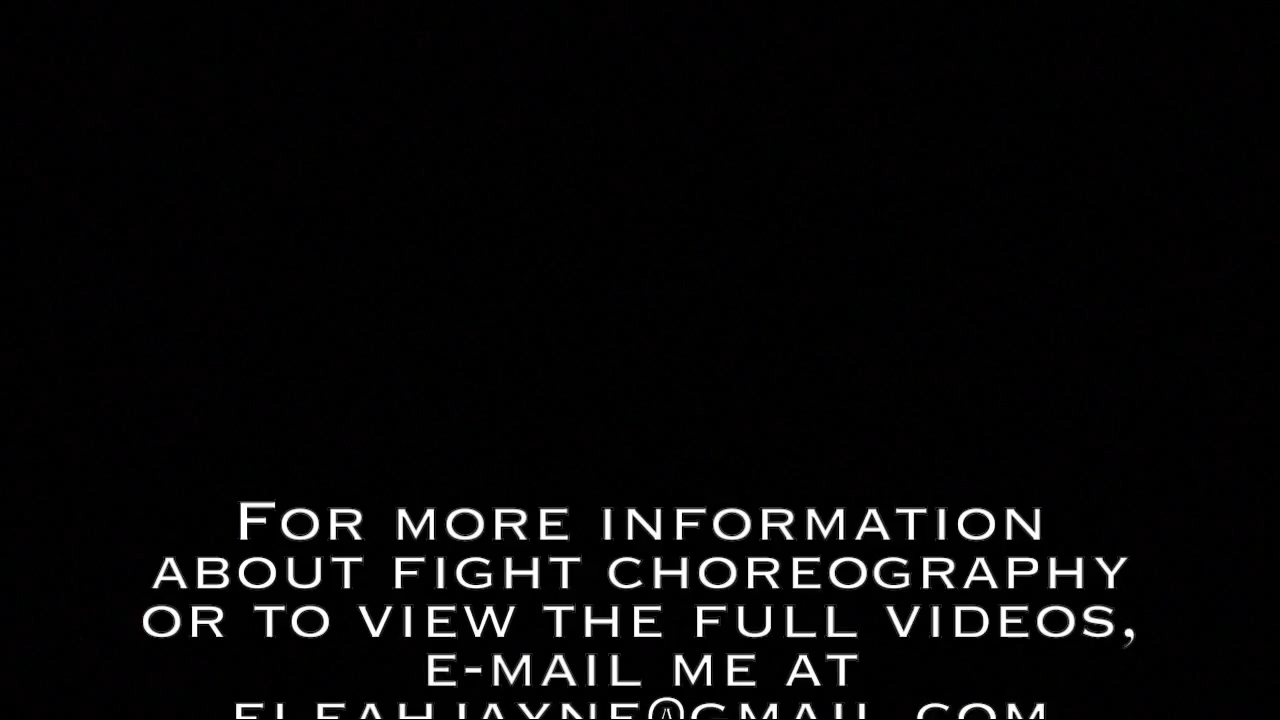 For more information
about fight choreography
or to view the full videos,
e-mail me at